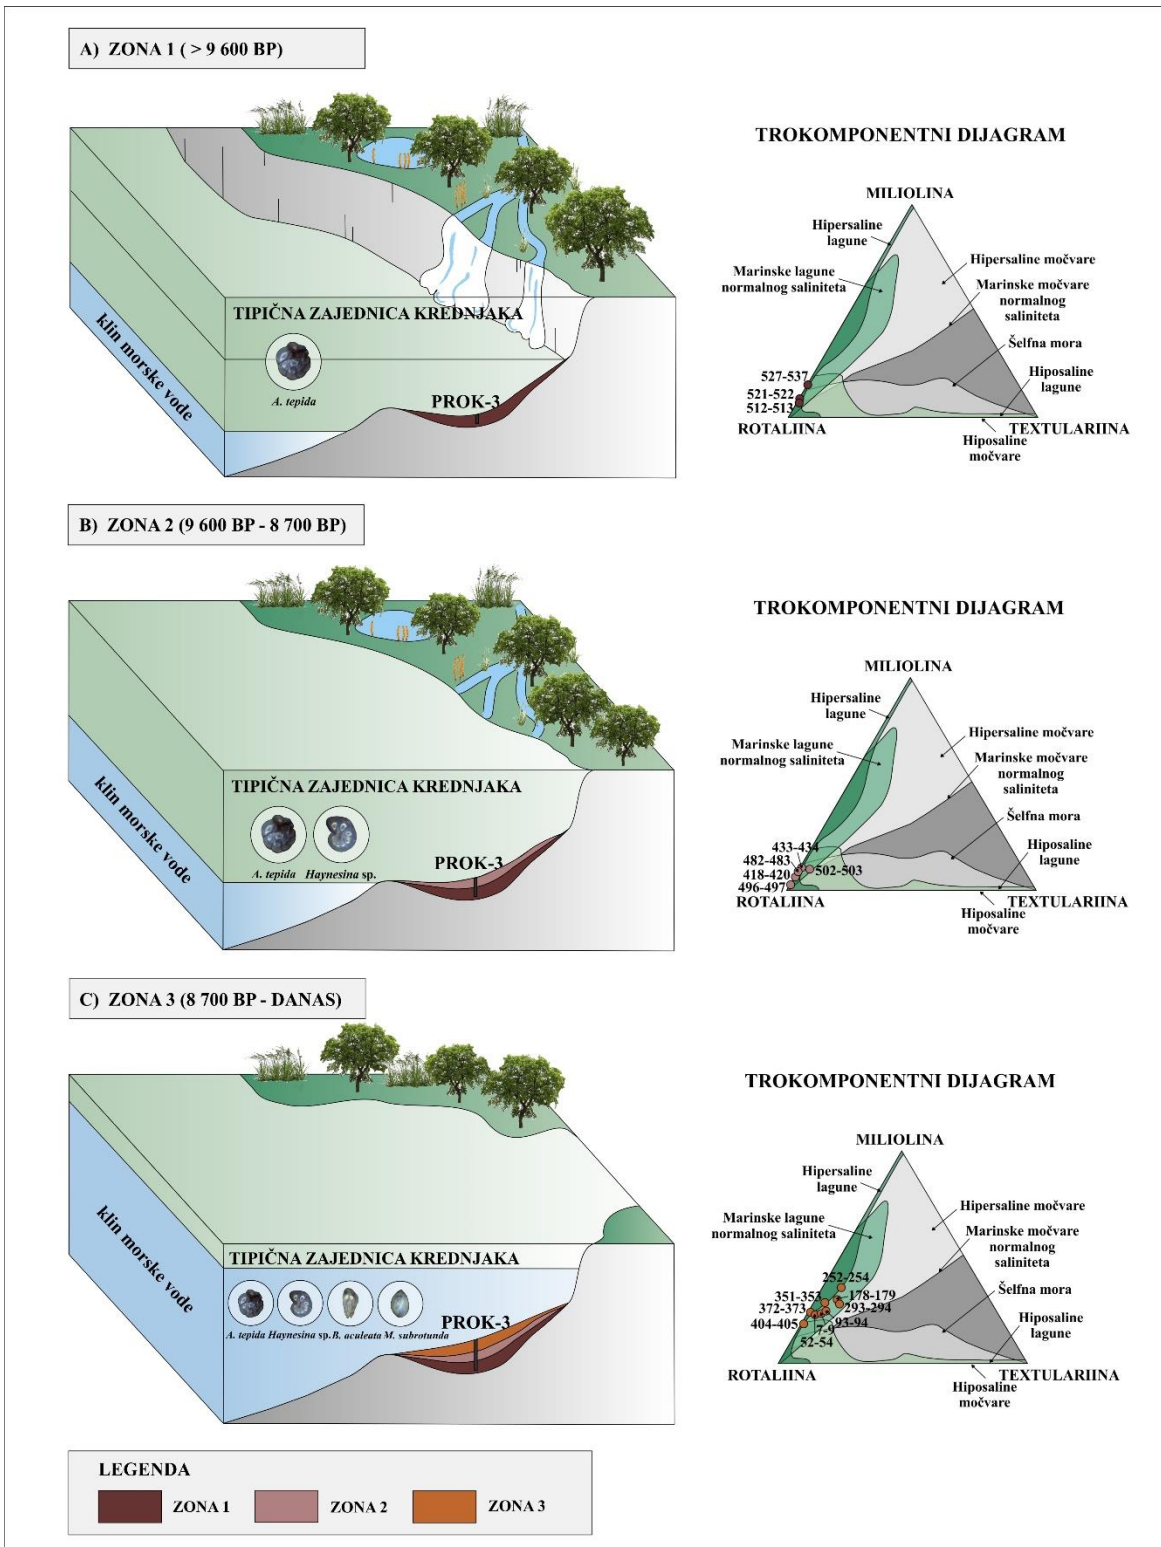 A) ZONA 1 ( > 9 600 BP)
TROKOMPONENTNI DIJAGRAM
MILIOLINA
Hipersaline
lagune
Hipersaline močvare
Marinske lagune
normalnog saliniteta
Marinske močvare
normalnog
saliniteta
Šelfna mora
Hiposaline
lagune
527-537
521-522
512-513
ROTALIINA
TEXTULARIINA
Hiposaline
močvare
klin morske vode
TIPIČNA ZAJEDNICA KREDNJAKA
A. tepida
PROK-3
B) ZONA 2 (9 600 BP - 8 700 BP)
TROKOMPONENTNI DIJAGRAM
MILIOLINA
Hipersaline
lagune
Hipersaline močvare
Marinske lagune
normalnog saliniteta
Marinske močvare
normalnog
saliniteta
Šelfna mora
Hiposaline
lagune
433-434
482-483
418-420
502-503
496-497
ROTALIINA
TEXTULARIINA
Hiposaline
močvare
klin morske vode
TIPIČNA ZAJEDNICA KREDNJAKA
A. tepida
Haynesina sp.
PROK-3
C) ZONA 3 (8 700 BP - DANAS)
TROKOMPONENTNI DIJAGRAM
MILIOLINA
Hipersaline
lagune
Hipersaline močvare
Marinske lagune
normalnog saliniteta
Marinske močvare
normalnog
saliniteta
Šelfna mora
Hiposaline
lagune
252-254
351-353
178-179
372-373
293-294
404-405
93-94
7-9
52-54
ROTALIINA
TEXTULARIINA
Hiposaline
močvare
klin morske vode
TIPIČNA ZAJEDNICA KREDNJAKA
A. tepida Haynesina sp. B. aculeata M. subrotunda
PROK-3
LEGENDA
ZONA 1
ZONA 2
ZONA 3